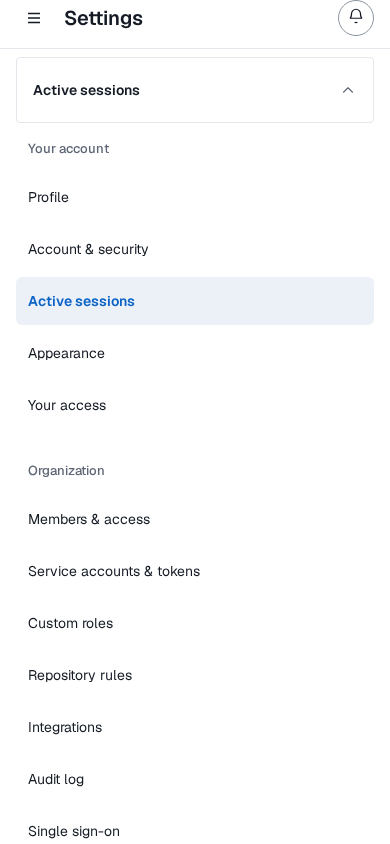 Settings
Active sessions
Your account
Profile
Account & security
Active sessions
Appearance
Your access
Organization
Members & access
Service accounts & tokens
Custom roles
Repository rules
Integrations
Audit log
Single sign-on